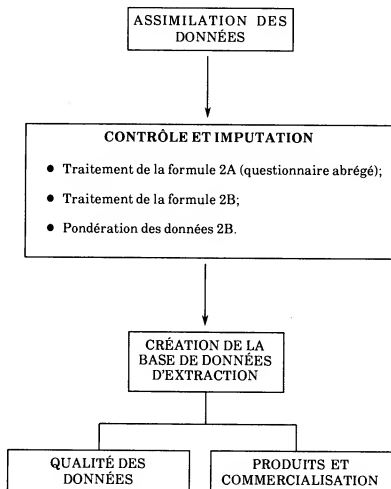 ASSIMILATION DES
DONNÉES
CONTRÔLE ET IMPUTATION
● Traitement de la formule 2A (questionnaire abrégé);
● Traitement de la formule 2B;
● Pondération des données 2B.
CRÉATION DE LA
BASE DE DONNÉES
D'EXTRACTION
QUALITÉ DES
DONNÉES
PRODUITS ET
COMMERCIALISATION